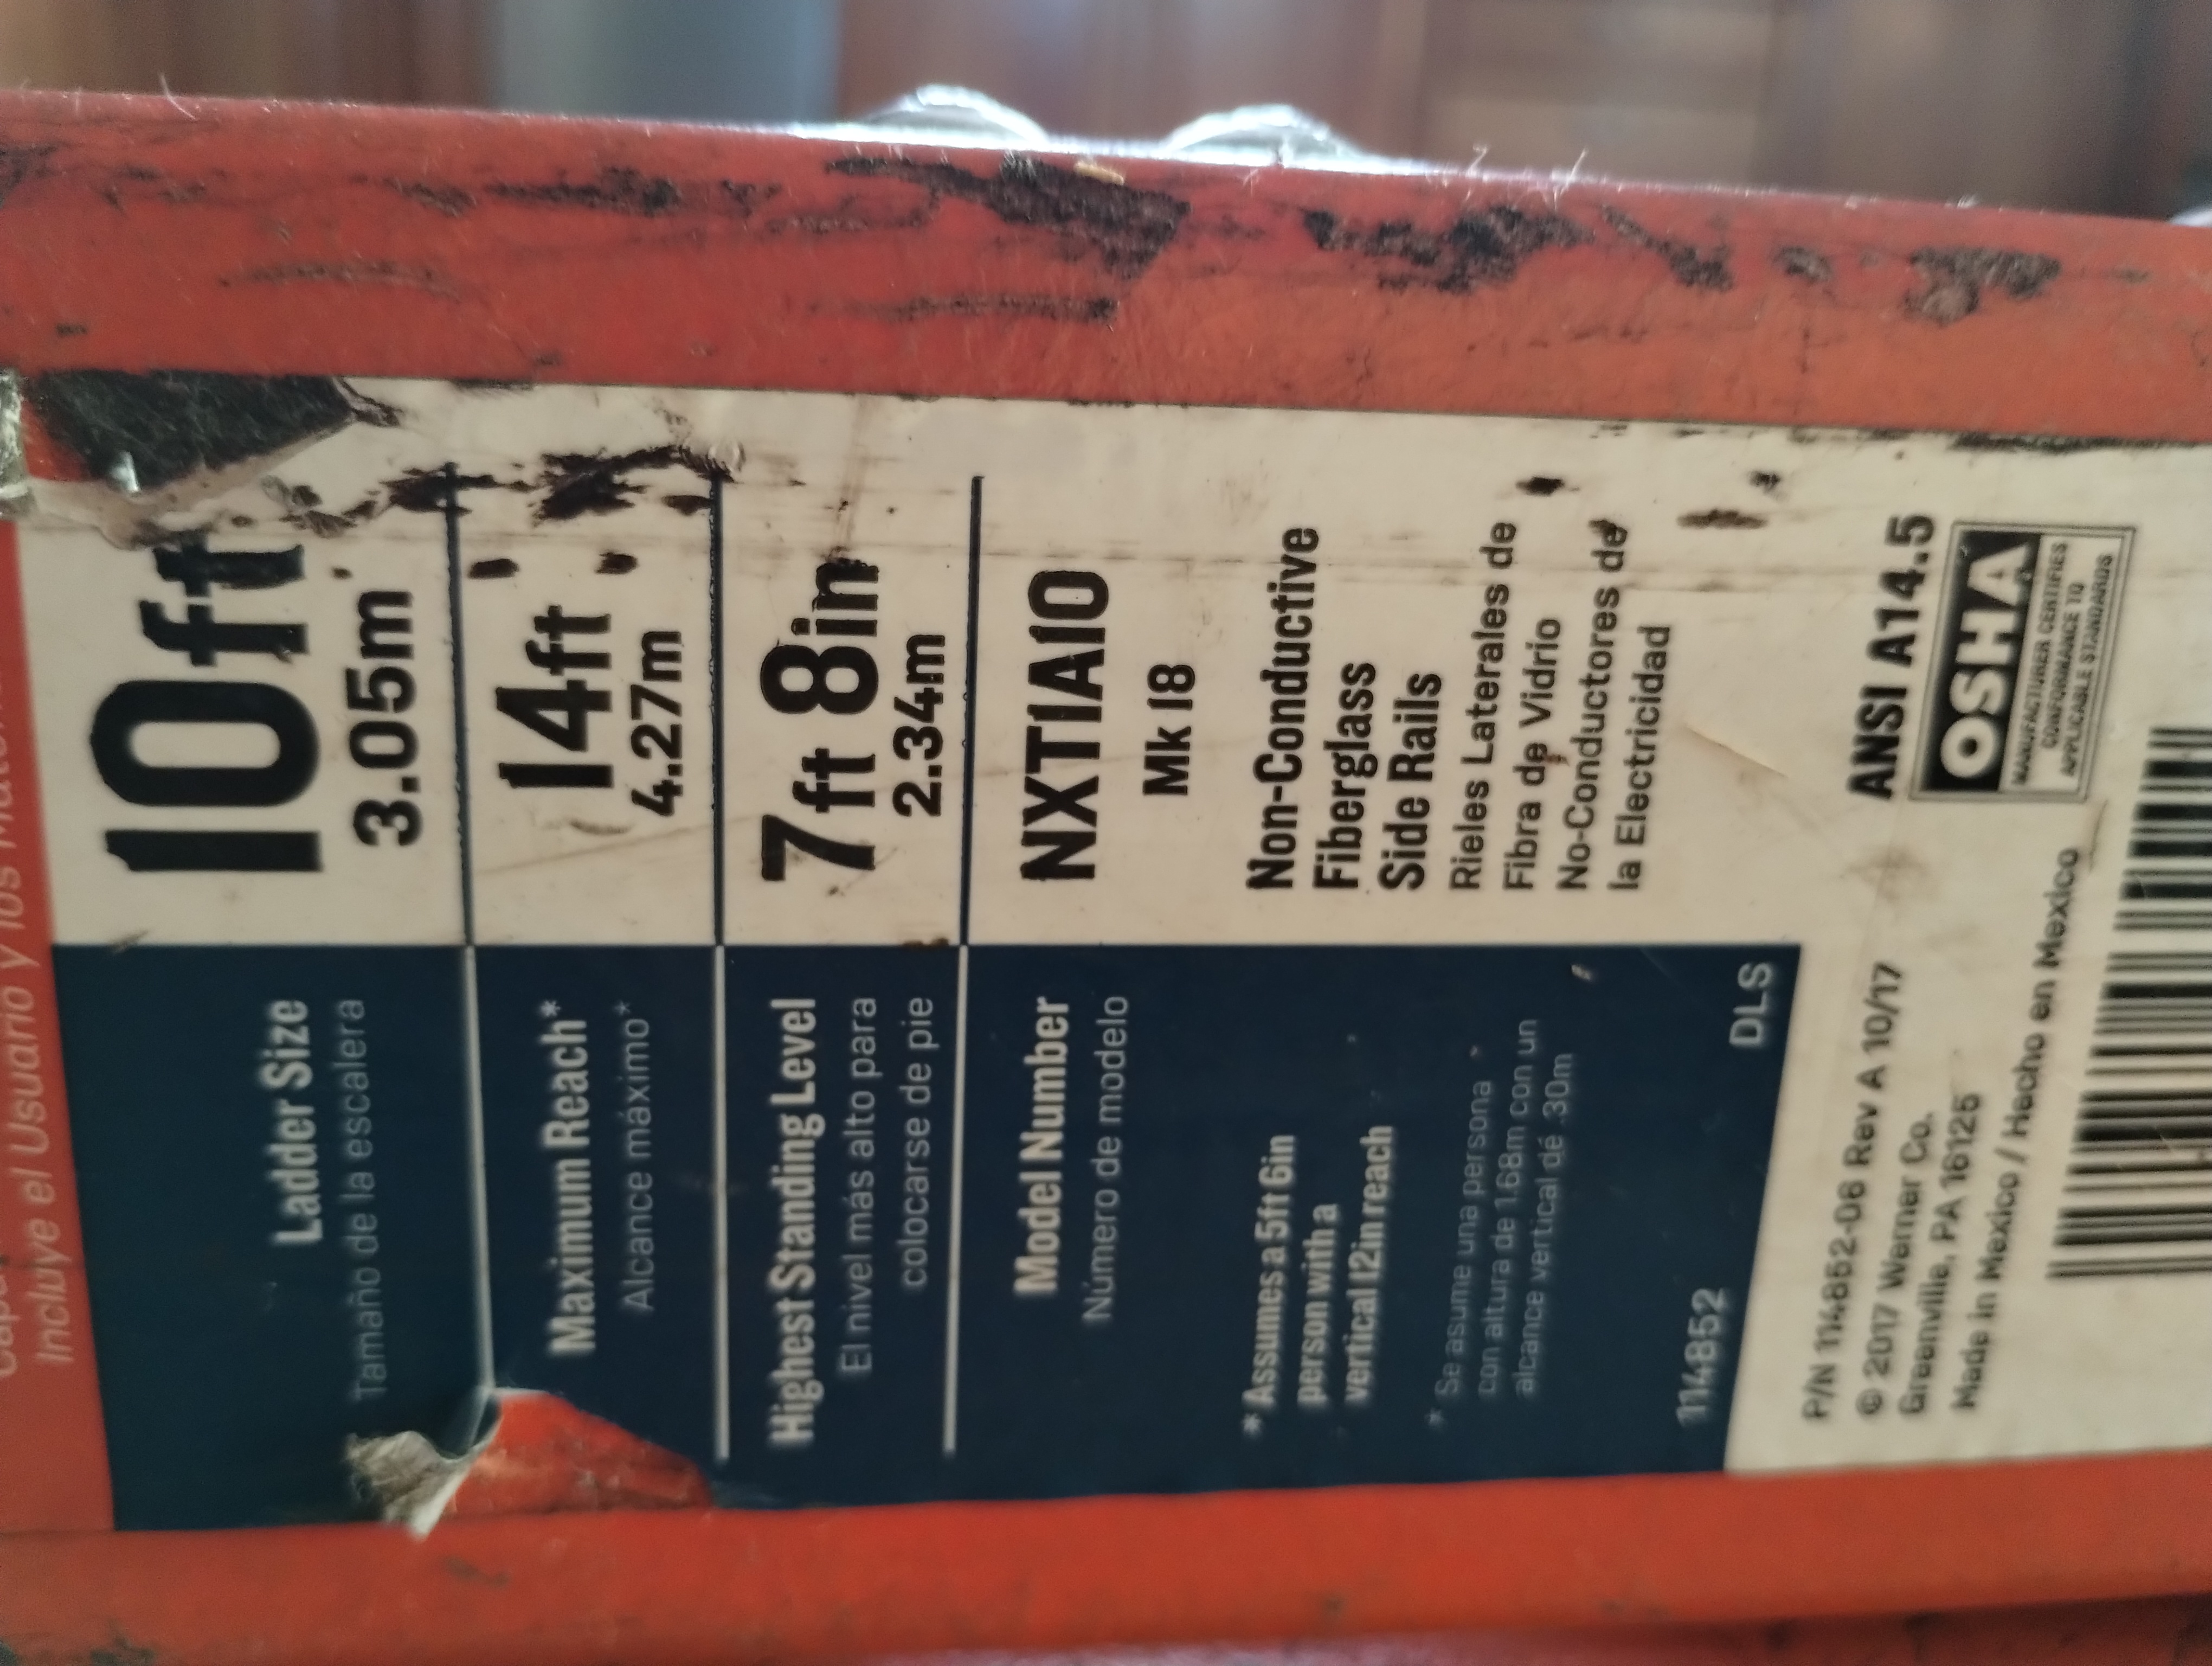 Incluye el Usuario y los
Ladder Size
Tamaño de la escalera
10ft
3.05m
Maximum Reach*
Alcance máximo*
14ft
4.27m
Highest Standing Level
El nivel más alto para
colocarse de pie
7ft 8in
2.34m
Model Number
Número de modelo
NXT1A10
Mk 18
*Assumes a 5ft 6in
person with a
vertical 12in reach
*Se asume una persona
con altura de 1.68m con un
alcance vertical de .30m
Non-Conductive
Fiberglass
Side Rails
Rieles Laterales de
Fibra de Vidrio
No-Conductores de
la Electricidad
114852
DLS
P/N 114852-06 Rev A 10/17
© 2017 Werner Co.
Greenville, PA 16125
Made in Mexico / Hecho en Mexico
ANSI A14.5
OSHA
MANUFACTURER CERTIFIES
CONFORMANCE TO
APPLICABLE STANDARDS